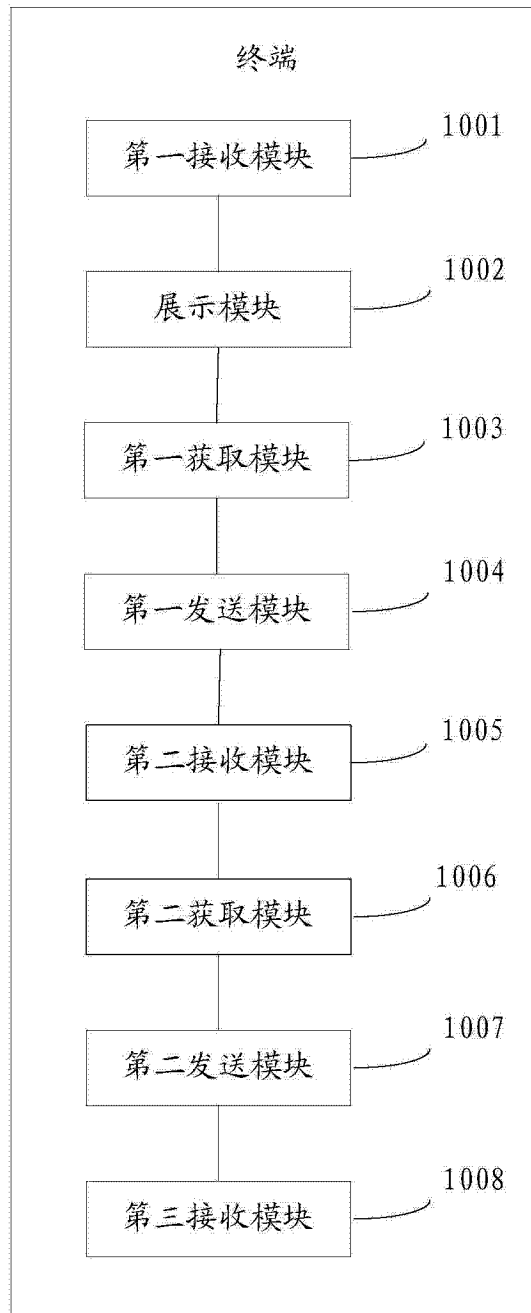 终端
第一接收模块
1001
展示模块
1002
第一获取模块
1003
第一发送模块
1004
第二接收模块
1005
第二获取模块
1006
第二发送模块
1007
第三接收模块
1008